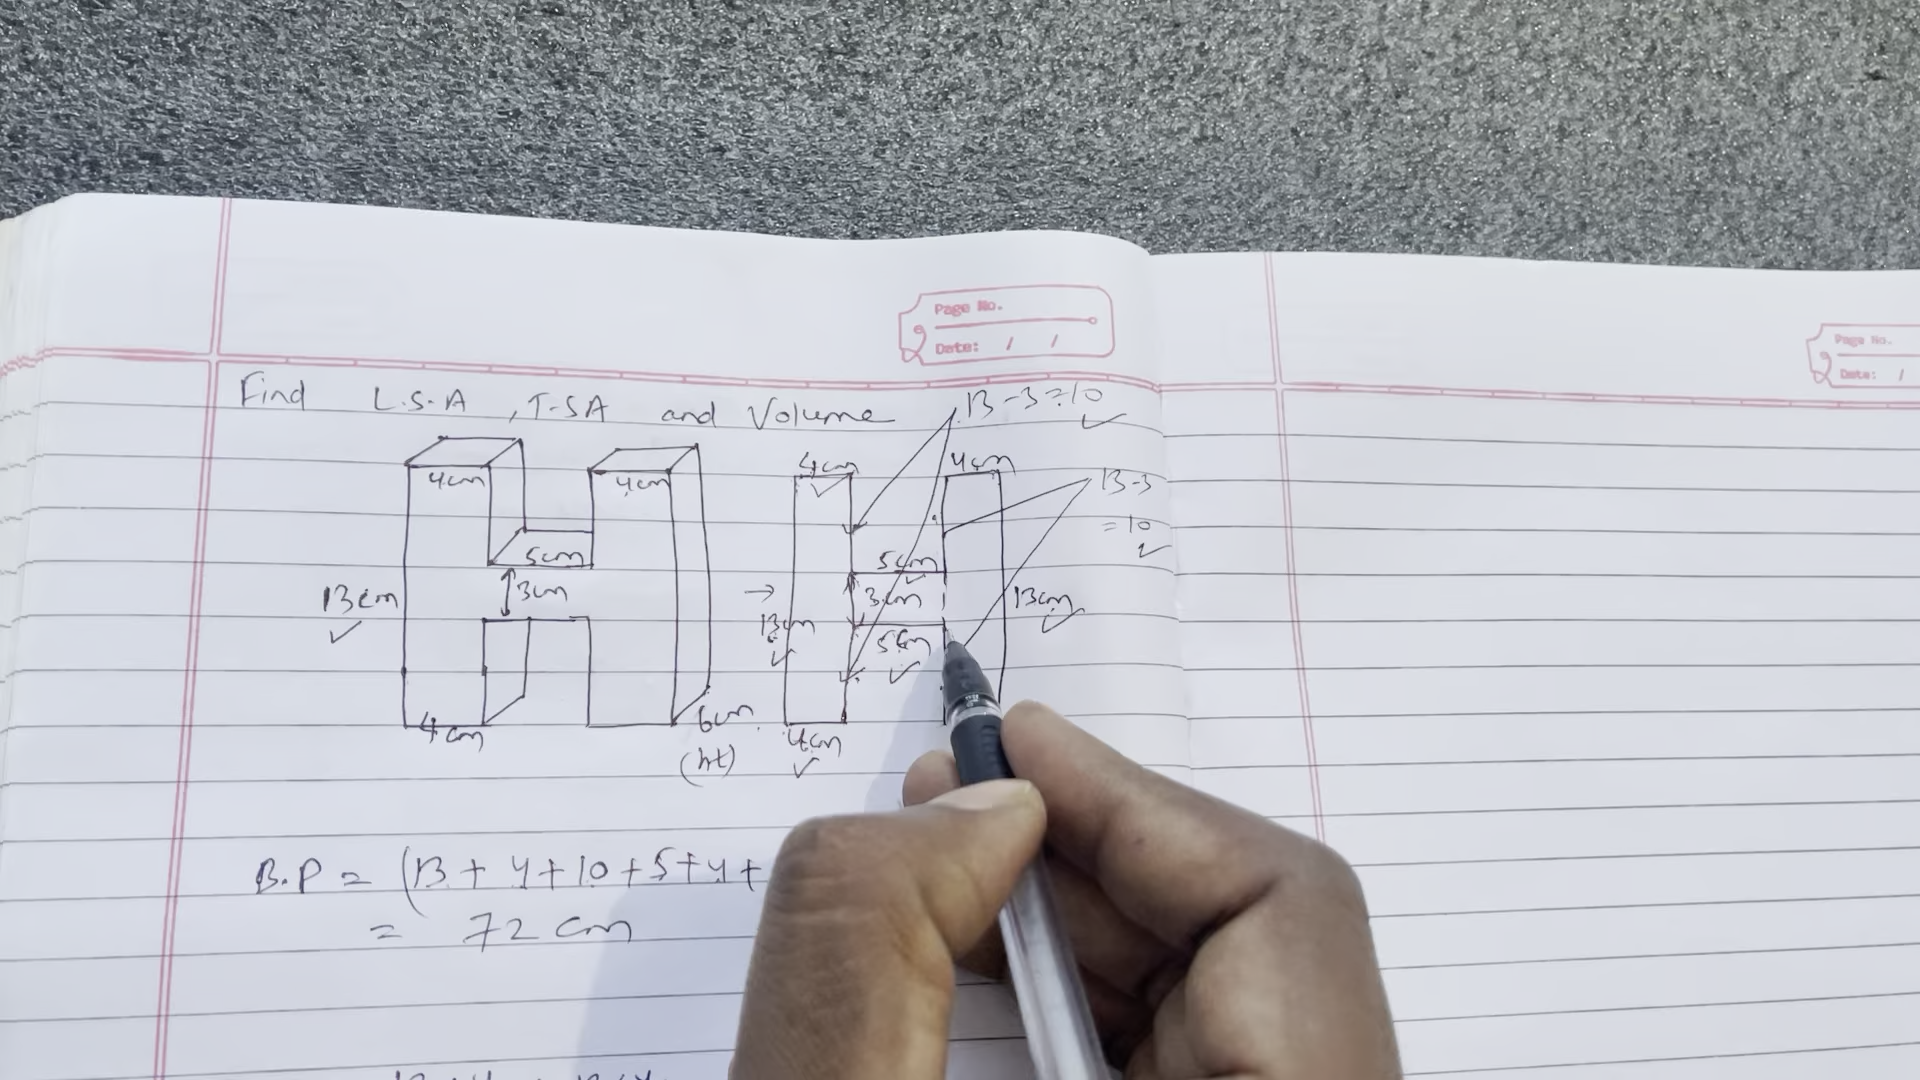 Page No.
Date: / /
Page No.
Date: /
Find L.S.A , T.S.A and Volume
13-3=10
4cm
4cm
4cm
4cm
13-3
=10
5cm
5cm
3cm
3cm
13cm
13cm
13cm
5cm
4cm
6cm
(ht)
4cm
B.P = (13+4+10+5+4+
= 72 cm